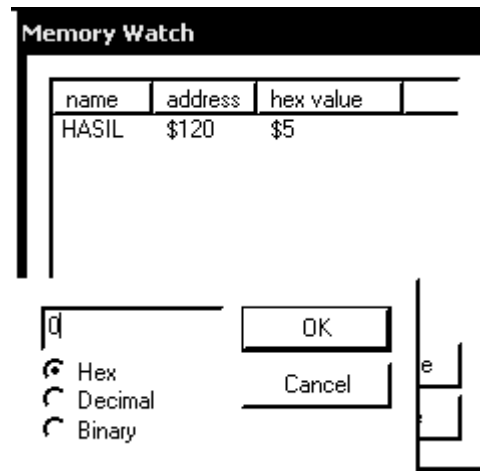 Memory Watch
name address hex value
HASIL $120 $5
0
OK
Hex
Cancel
Decimal
Binary
e